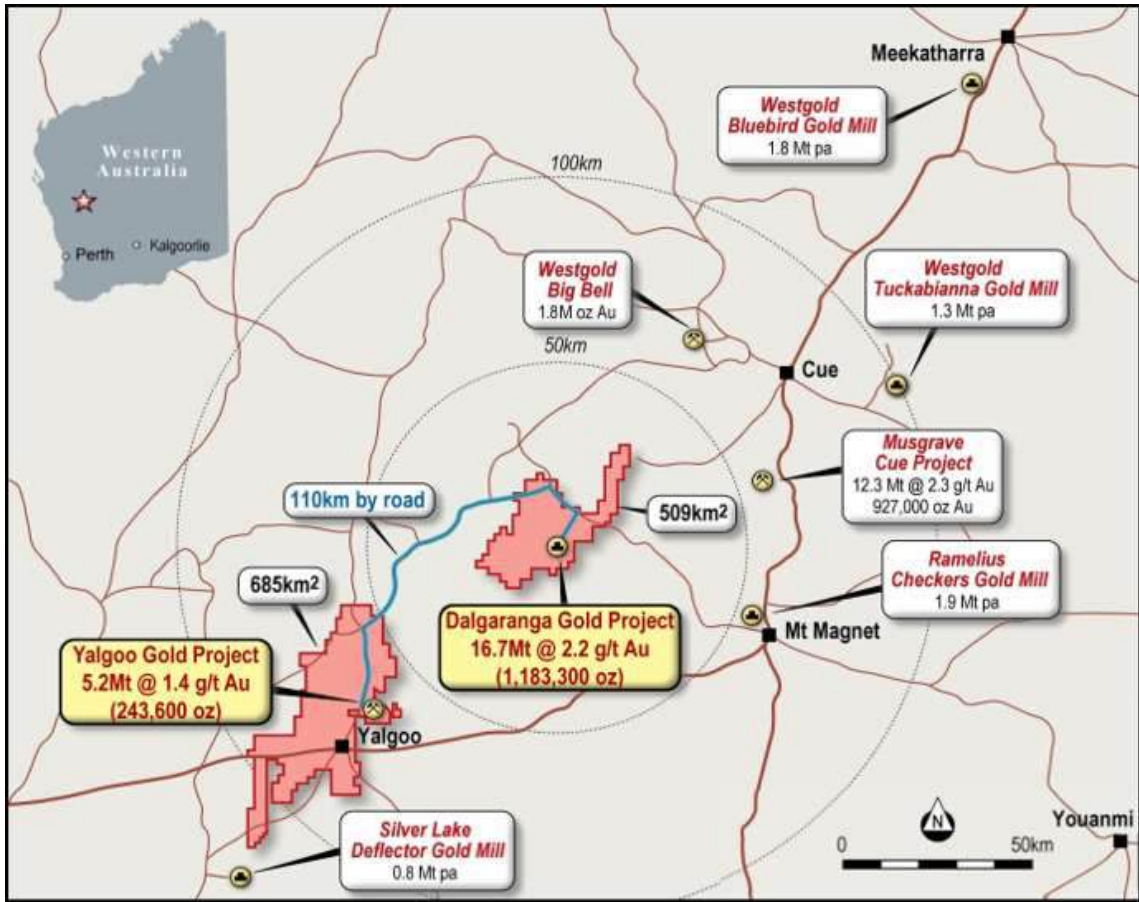 Meekatharra
Westgold
Bluebird Gold Mill
1.8 Mt pa
Western
Australia
Perth
Kalgoorlie
100km
Westgold
Big Bell
1.8M oz Au
Westgold
Tuckabianna Gold Mill
1.3 Mt pa
50km
Cue
Musgrave
Cue Project
12.3 Mt @ 2.3 g/t Au
927,000 oz Au
110km by road
509km2
Ramelius
Checkers Gold Mill
1.9 Mt pa
685km2
Dalgaranga Gold Project
16.7Mt @ 2.2 g/t Au
(1,183,300 oz)
Mt Magnet
Yalgoo Gold Project
5.2Mt @ 1.4 g/t Au
(243,600 oz)
Yalgoo
Silver Lake
Deflector Gold Mill
0.8 Mt pa
N
0 50km
Youanmi